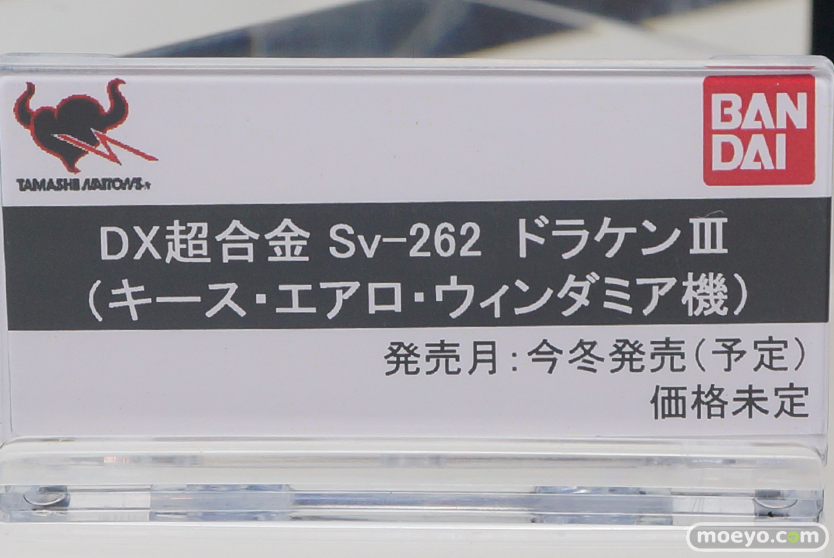 TAMASHII NATIONS
BAN
DAI
DX超合金 Sv-262 ドラケンⅢ
(キース・エアロ・ウィンダミア機)
発売月:今冬発売(予定)
価格未定
moeyo.com